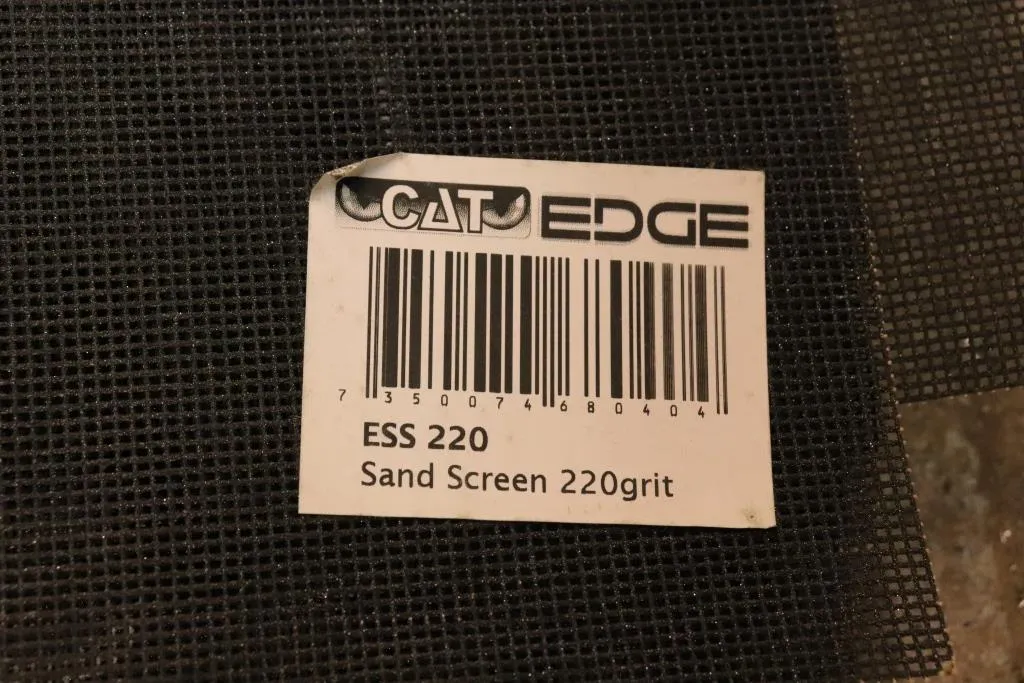 CAT EDGE
7 350074 680404
ESS 220
Sand Screen 220grit